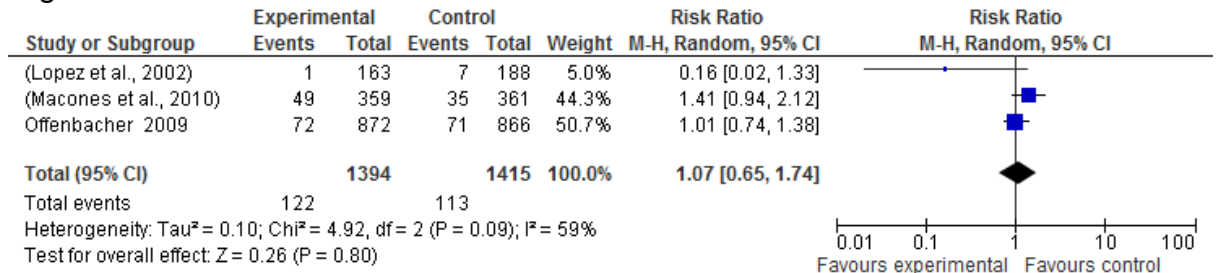 Experimental Control Risk Ratio Risk Ratio
Study or Subgroup Events Total Events Total Weight M-H, Random, 95% CI M-H, Random, 95% CI
(Lopez et al., 2002) 1 163 7 188 5.0% 0.16 [0.02, 1.33]
(Macones et al., 2010) 49 359 35 361 44.3% 1.41 [0.94, 2.12]
Offenbacher 2009 72 872 71 866 50.7% 1.01 [0.74, 1.38]
Total (95% CI) 1394 1415 100.0% 1.07 [0.65, 1.74]
Total events 122 113
Heterogeneity: Tau² = 0.10; Chi² = 4.92, df = 2 (P = 0.09); I² = 59%
Test for overall effect: Z = 0.26 (P = 0.80)
0.01 0.1 1 10 100
Favours experimental Favours control